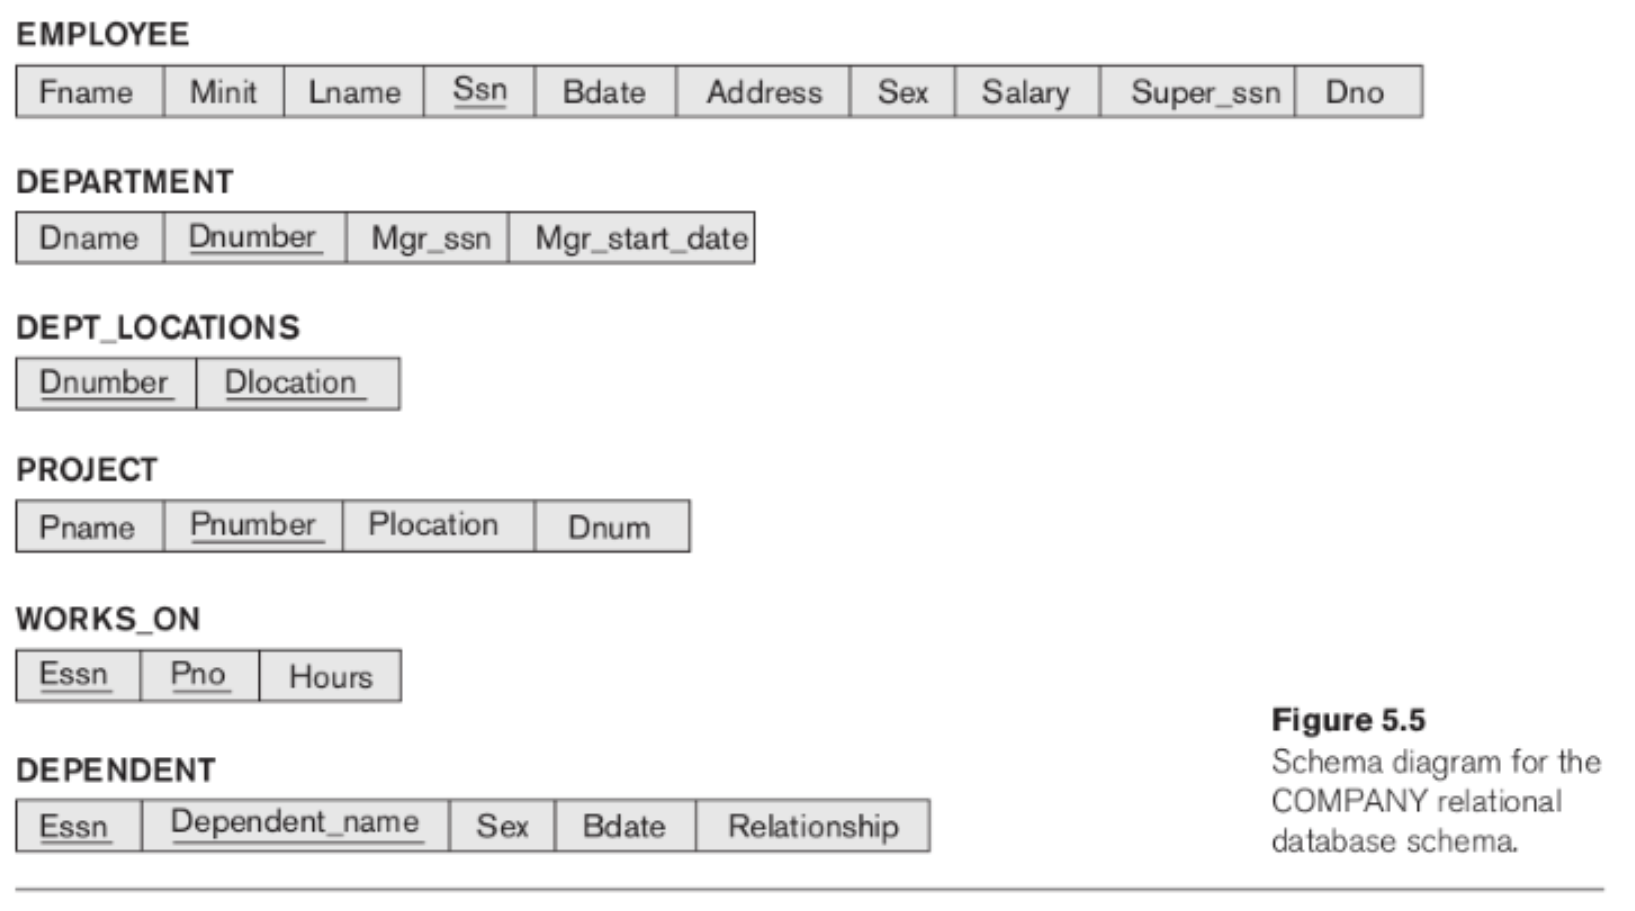 EMPLOYEE
Fname Minit Lname Ssn Bdate Address Sex Salary Super_ssn Dno
DEPARTMENT
Dname Dnumber Mgr_ssn Mgr_start_date
DEPT_LOCATIONS
Dnumber Dlocation
PROJECT
Pname Pnumber Plocation Dnum
WORKS_ON
Essn Pno Hours
DEPENDENT
Essn Dependent_name Sex Bdate Relationship
Figure 5.5
Schema diagram for the
COMPANY relational
database schema.